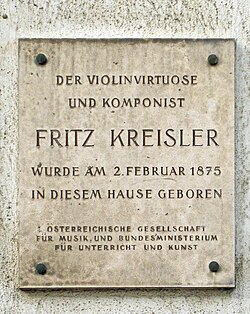 DER VIOLINVIRTUOSE
UND KOMPONIST
FRITZ KREISLER
WURDE AM 2. FEBRUAR 1875
IN DIESEM HAUSE GEBOREN
ÖSTERREICHISCHE GESELLSCHAFT
FÜR MUSIK, UND BUNDESMINISTERIUM
FÜR UNTERRICHT UND KUNST